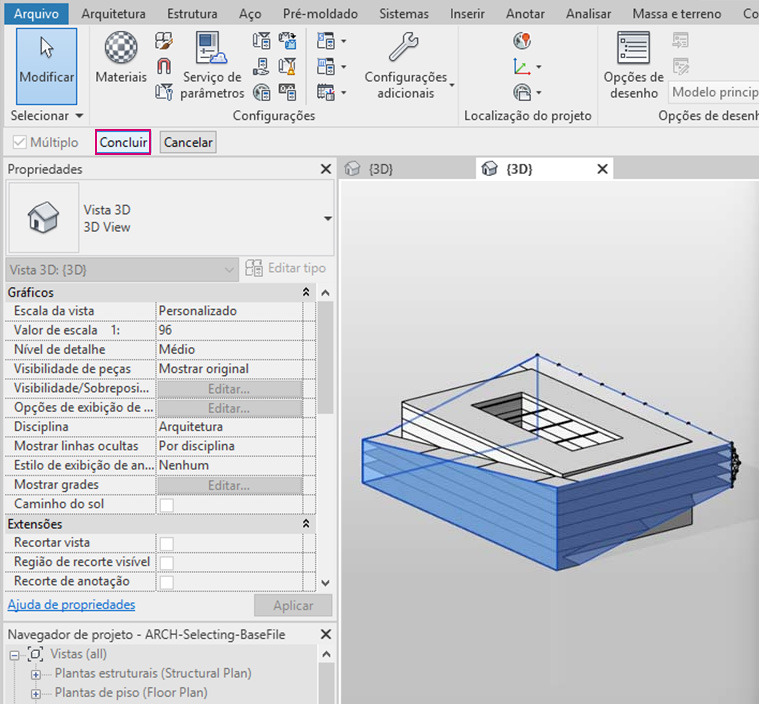 Arquivo Arquitetura Estrutura Aço Pré-moldado Sistemas Inserir Anotar Analisar Massa e terreno
Modificar
Materiais
Serviço de
parâmetros
Configurações
adicionais
Opções de
desenho
Modelo princip
Selecionar
Configurações
Localização do projeto
Opções de desenh
Múltiplo Concluir Cancelar
Propriedades
{3D}
{3D}
Vista 3D
3D View
Vista 3D: {3D}
Editar tipo
Gráficos
Escala da vista Personalizado
Valor de escala 1: 96
Nível de detalhe Médio
Visibilidade de peças Mostrar original
Visibilidade/Sobreposi... Editar...
Opções de exibição de ... Editar...
Disciplina Arquitetura
Mostrar linhas ocultas Por disciplina
Estilo de exibição de an... Nenhum
Mostrar grades Editar...
Caminho do sol
Extensões
Recortar vista
Região de recorte visível
Recorte de anotação
Ajuda de propriedades
Aplicar
Navegador de projeto - ARCH-Selecting-BaseFile
Vistas (all)
Plantas estruturais (Structural Plan)
Plantas de piso (Floor Plan)